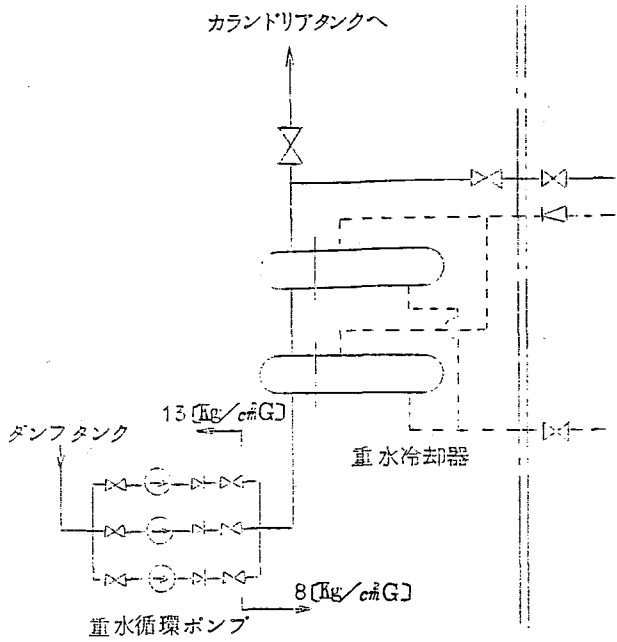 カランドリアタンクへ
13〔Kg/cm²G〕
ダンプタンク
重水冷却器
8〔Kg/cm²G〕
重水循環ポンプ